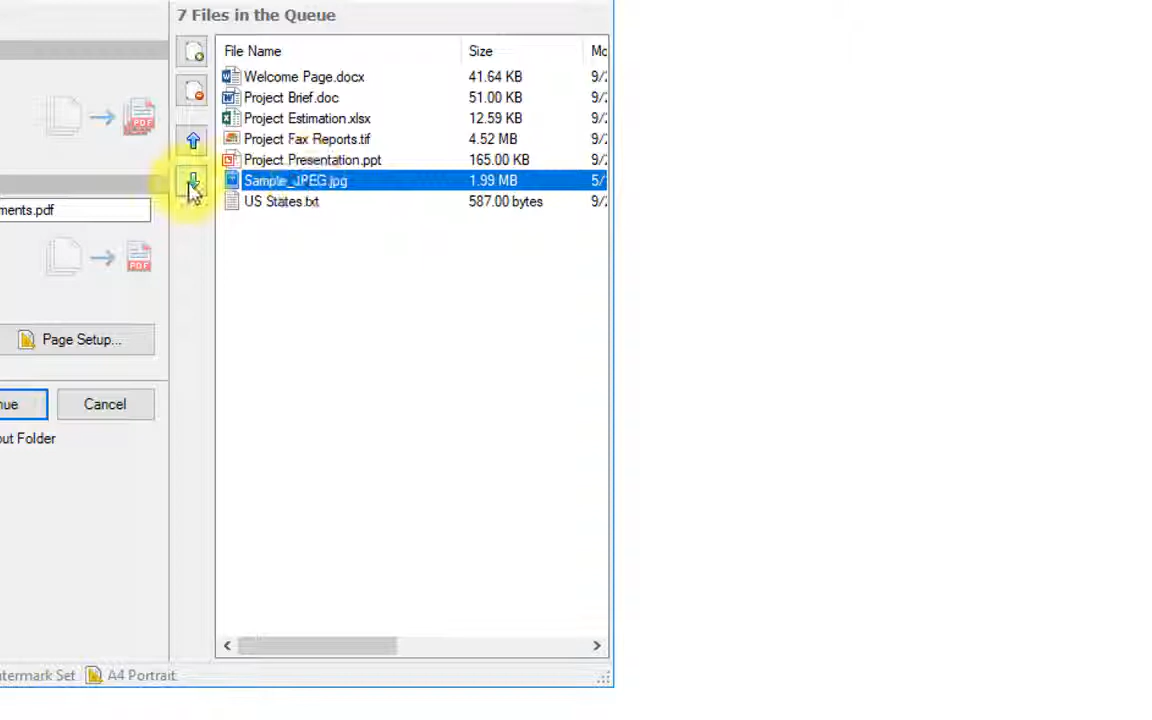 7 Files in the Queue
File Name Size
Welcome Page.docx 41.64 KB
Project Brief.doc 51.00 KB
Project Estimation.xlsx 12.59 KB
Project Fax Reports.tif 4.52 MB
Project Presentation.ppt 165.00 KB
Sample_JPEG.jpg 1.99 MB
US States.txt 587.00 bytes
PDF
ments.pdf
PDF
Page Setup...
nue Cancel
out Folder
termark Set A4 Portrait